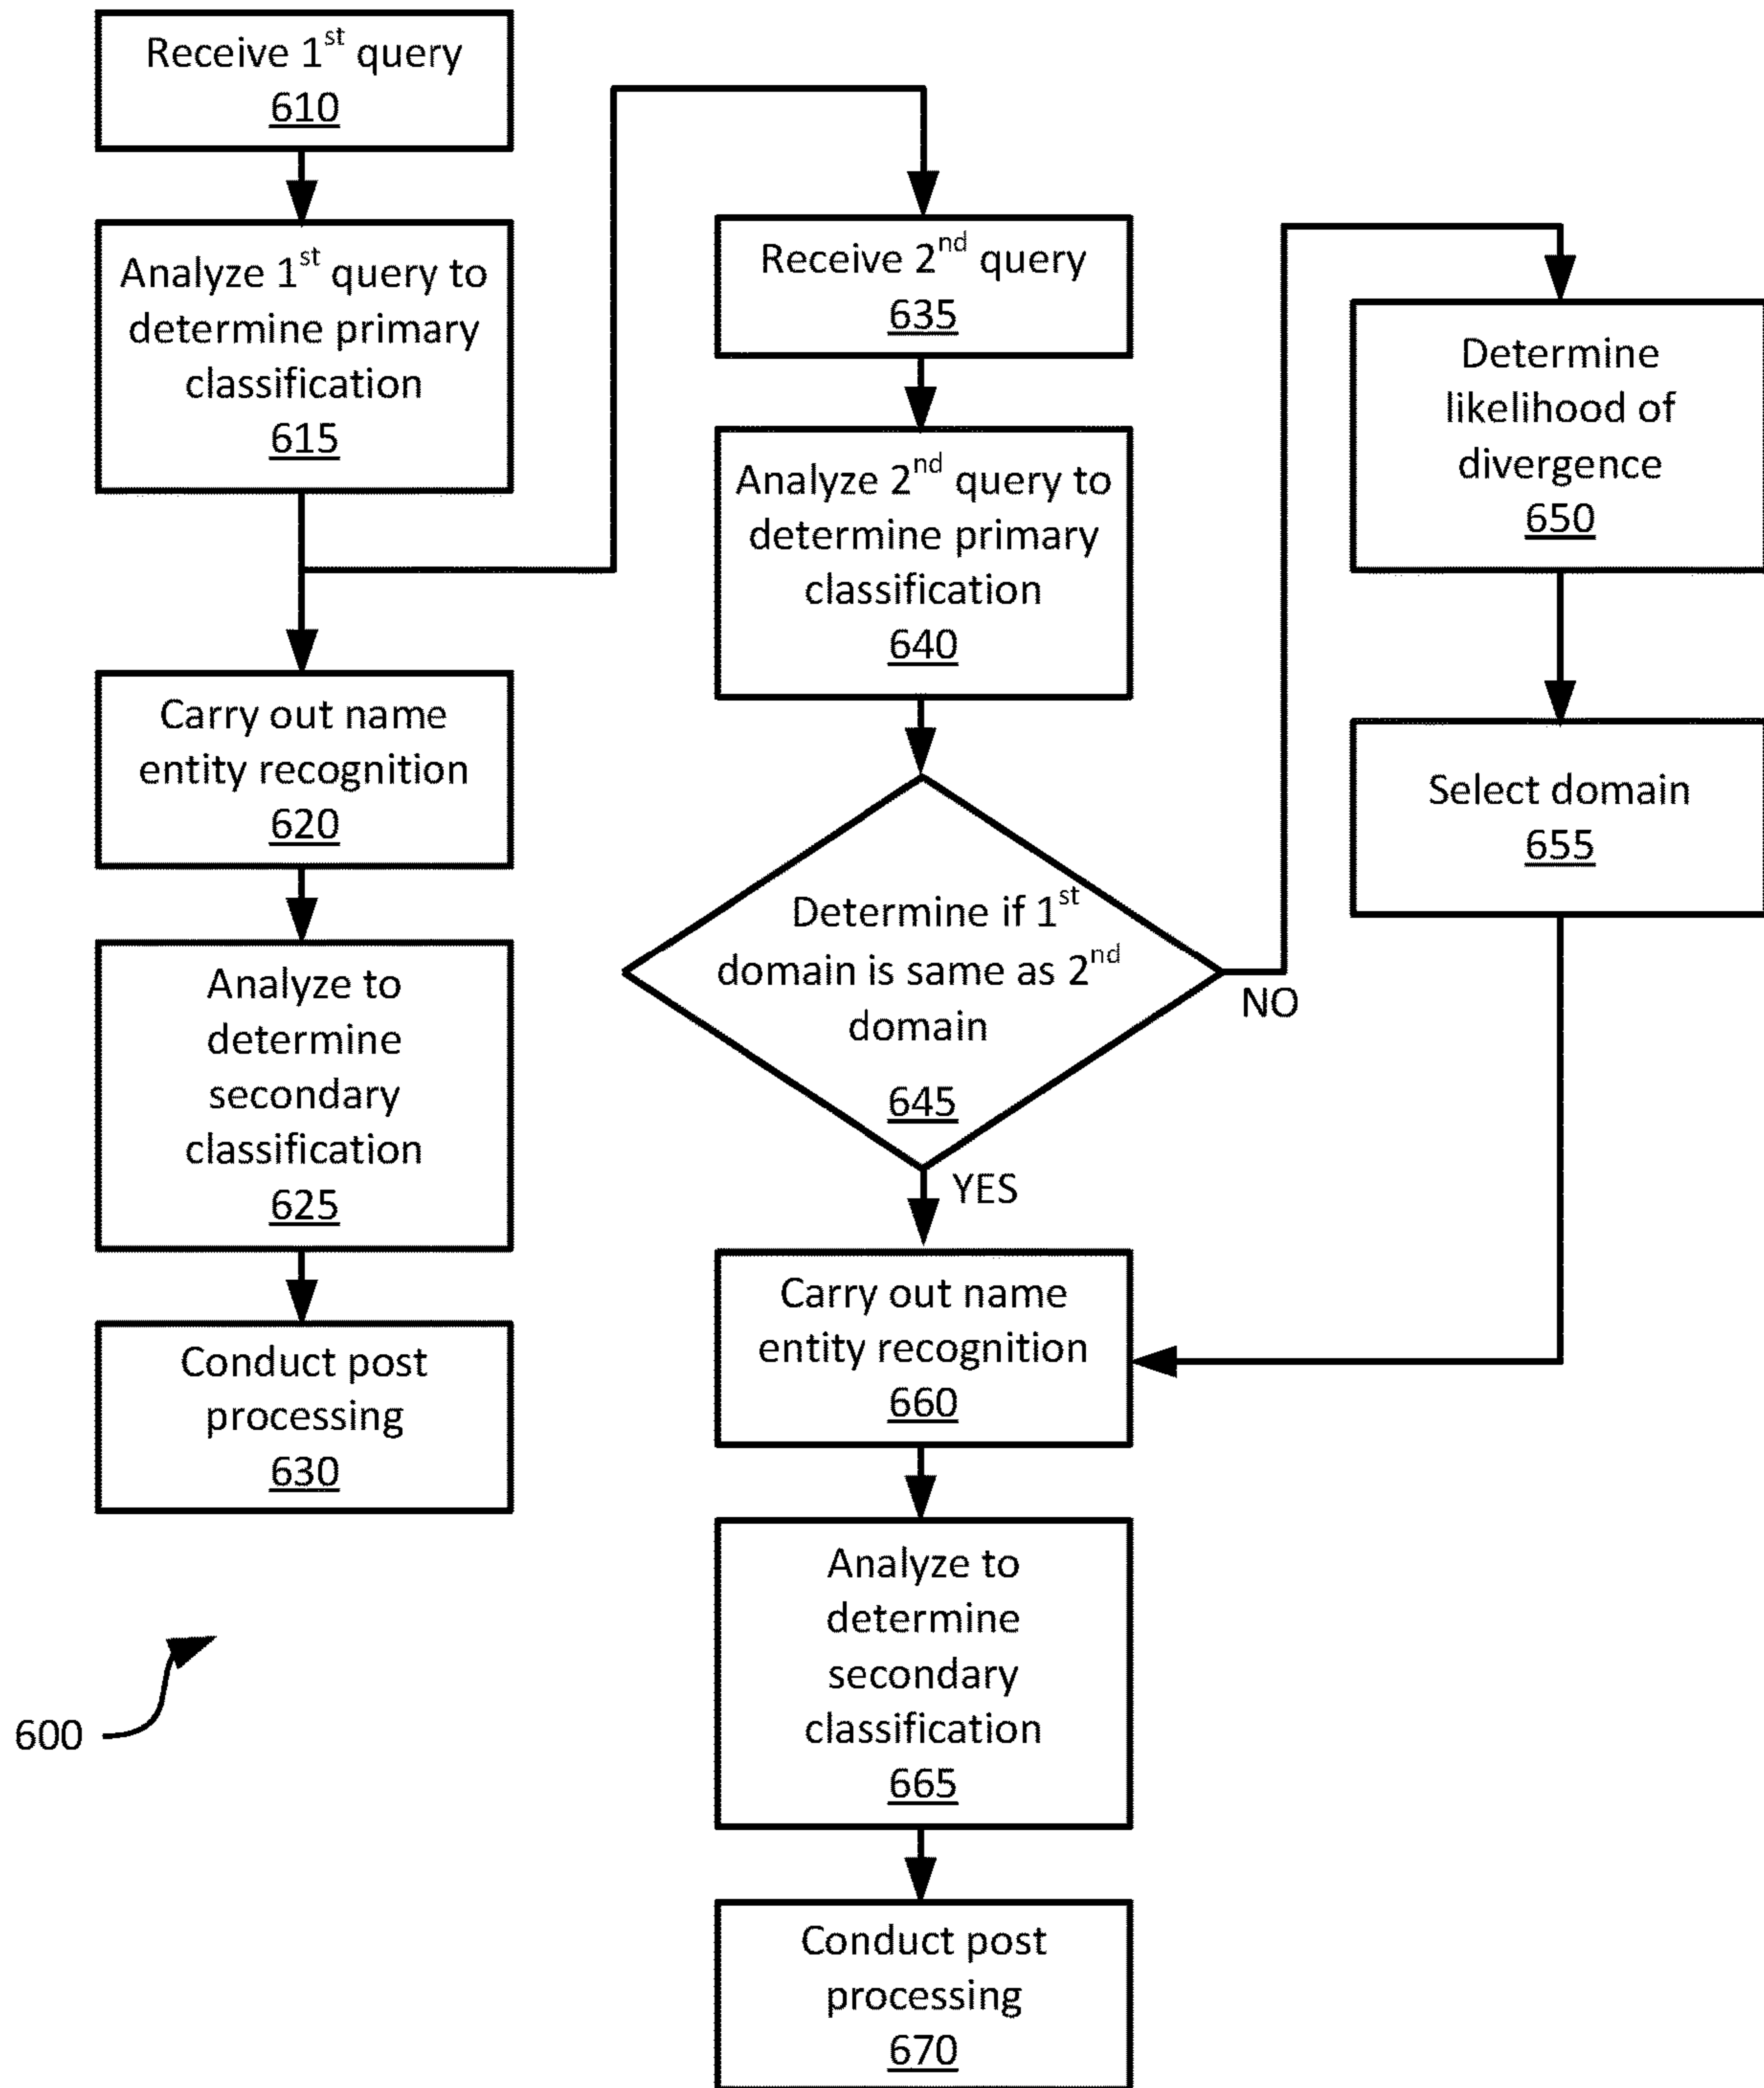 Receive 1st query
610
Analyze 1st query to
determine primary
classification
615
Carry out name
entity recognition
620
Analyze to
determine
secondary
classification
625
Conduct post
processing
630
600
Receive 2nd query
635
Analyze 2nd query to
determine primary
classification
640
Determine if 1st
domain is same as 2nd
domain
645
NO
YES
Carry out name
entity recognition
660
Analyze to
determine
secondary
classification
665
Conduct post
processing
670
Determine
likelihood of
divergence
650
Select domain
655